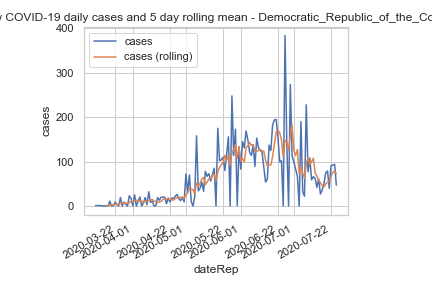 COVID-19 daily cases and 5 day rolling mean - Democratic_Republic_of_the_Co
cases
cases (rolling)
400
300
200
100
0
cases
2020-03-22
2020-04-01
2020-04-22
2020-05-01
2020-05-22
2020-06-01
2020-06-22
2020-07-01
2020-07-22
dateRep